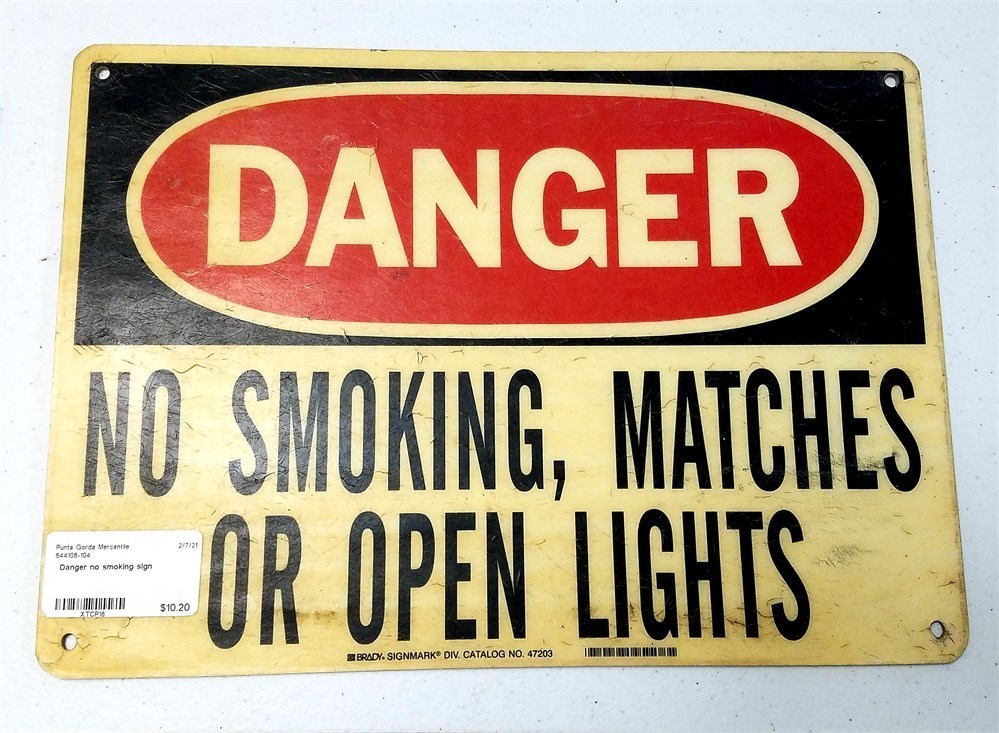 DANGER
NO SMOKING, MATCHES
OR OPEN LIGHTS
Punta Gorda Mercantile 2/7/21
644108-104
Danger no smoking sign
XTCP16
$10.20
BRADY® SIGNMARK® DIV. CATALOG NO. 47203